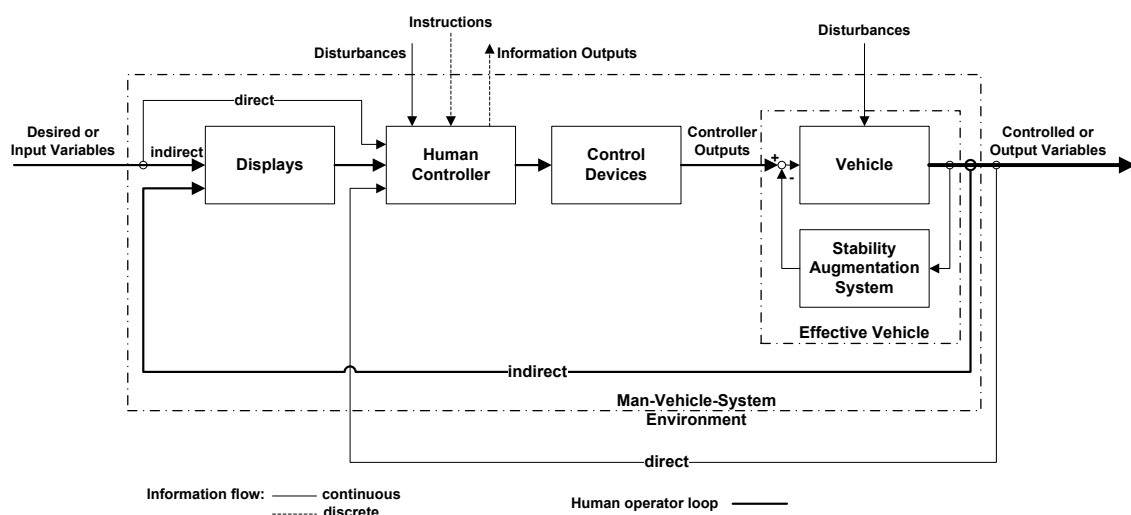 Instructions
Disturbances
Information Outputs
Disturbances
direct
Desired or
Input Variables
indirect
Displays
Human
Controller
Control
Devices
Controller
Outputs
+
-
Vehicle
Controlled or
Output Variables
Stability
Augmentation
System
Effective Vehicle
indirect
Man-Vehicle-System
Environment
direct
Information flow:
continuous
discrete
Human operator loop